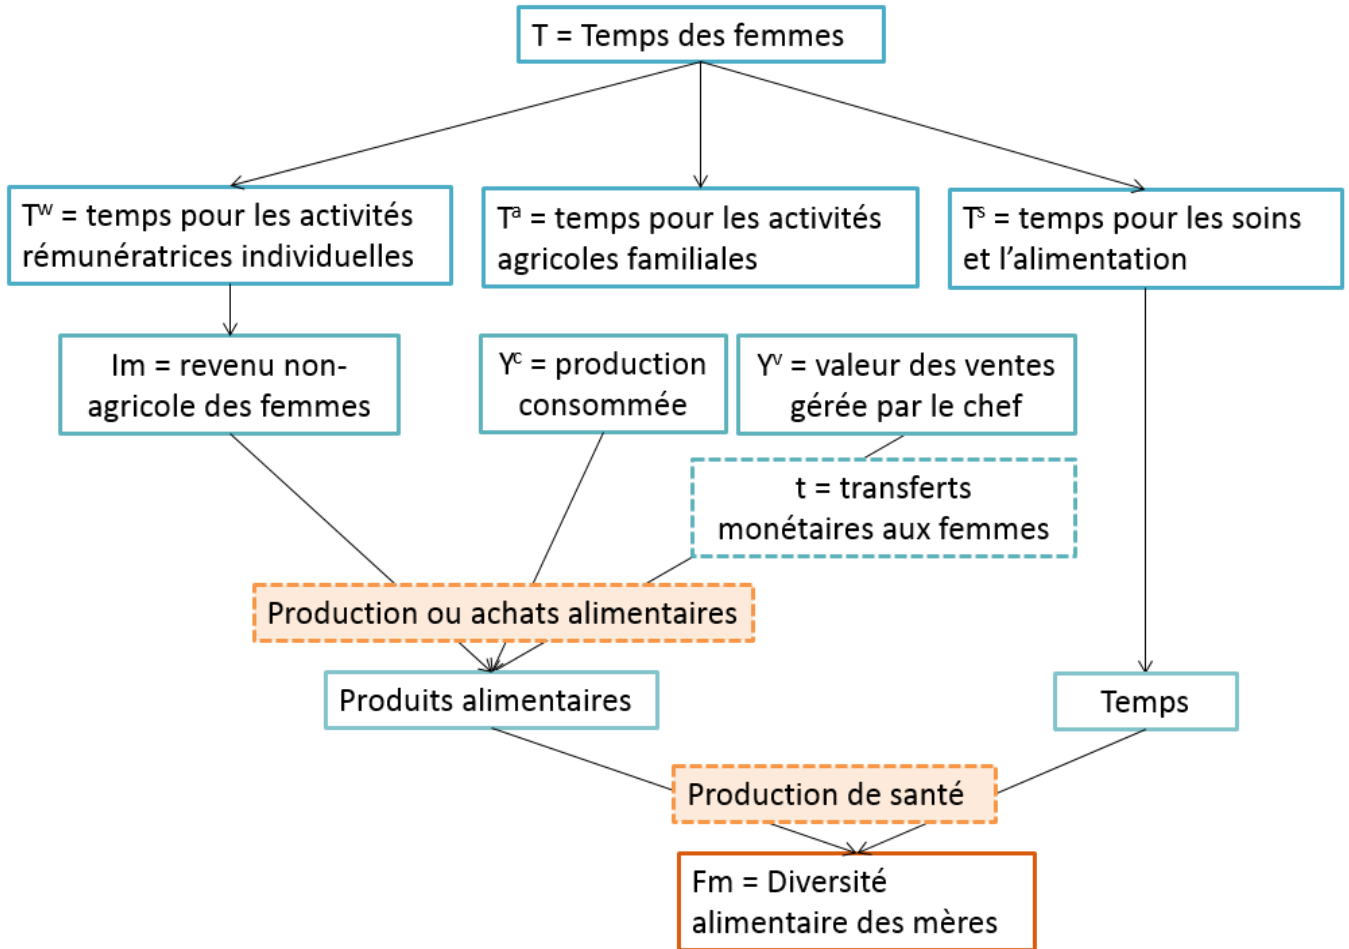 T = Temps des femmes
Tʷ = temps pour les activités
rémunératrices individuelles
Tᵃ = temps pour les activités
agricoles familiales
Tˢ = temps pour les soins
et l’alimentation
Im = revenu non-
agricole des femmes
Yᶜ = production
consommée
Yᵛ = valeur des ventes
gérée par le chef
t = transferts
monétaires aux femmes
Production ou achats alimentaires
Produits alimentaires
Temps
Production de santé
Fm = Diversité
alimentaire des mères